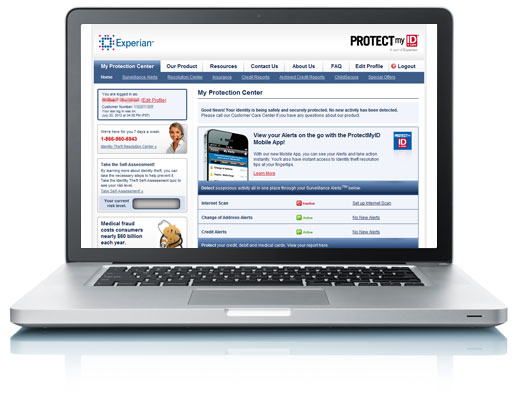 Experian™
PROTECT my ID
A part of Experian
My Protection Center
Our Product
Resources
Contact Us
About Us
FAQ
Edit Profile
Logout
Home
Surveillance Alerts
Resolution Center
Insurance
Credit Reports
Archived Credit Reports
ChildSecure
Special Offers
You are logged in as:
(Edit Profile)
Customer Number:
Your last log in was:
July 20, 2012 at
My Protection Center
Good News! Your identity is being safely and securely protected. No new activity has been detected.
Please call our Customer Care Center if you have any questions about our product.
We're here for you 7 days a week.
1-866-960-6943
Identity Theft Resolution Center »
View your Alerts on the go with the ProtectMyID
Mobile App!
With our new Mobile App, you can see your Alerts and take action
instantly. You'll also have instant access to identity theft resolution
tips at your fingertips.
Learn More
Take the Self-Assessment!
By learning more about identity theft, you can
take the necessary steps to help prevent it.
Take the Identity Theft Self-Assessment quiz to
see your risk level.
Take Self-Assessment »
Your current
risk level.
Medical fraud
costs consumers
nearly $60 billion
each year.
Detect suspicious activity all in one place through your Surveillance Alerts™ below.
Internet Scan
Inactive
Set up Internet Scan
Change of Address Alerts
Active
No New Alerts
Credit Alerts
Active
No New Alerts
Protect your credit, debit and medical cards. View your report here.